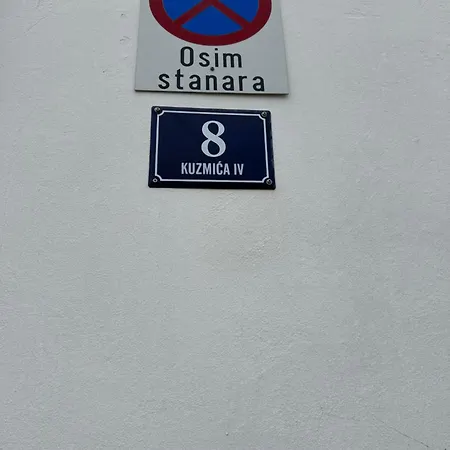 Osim
stanara
8
KUZMIĆA IV